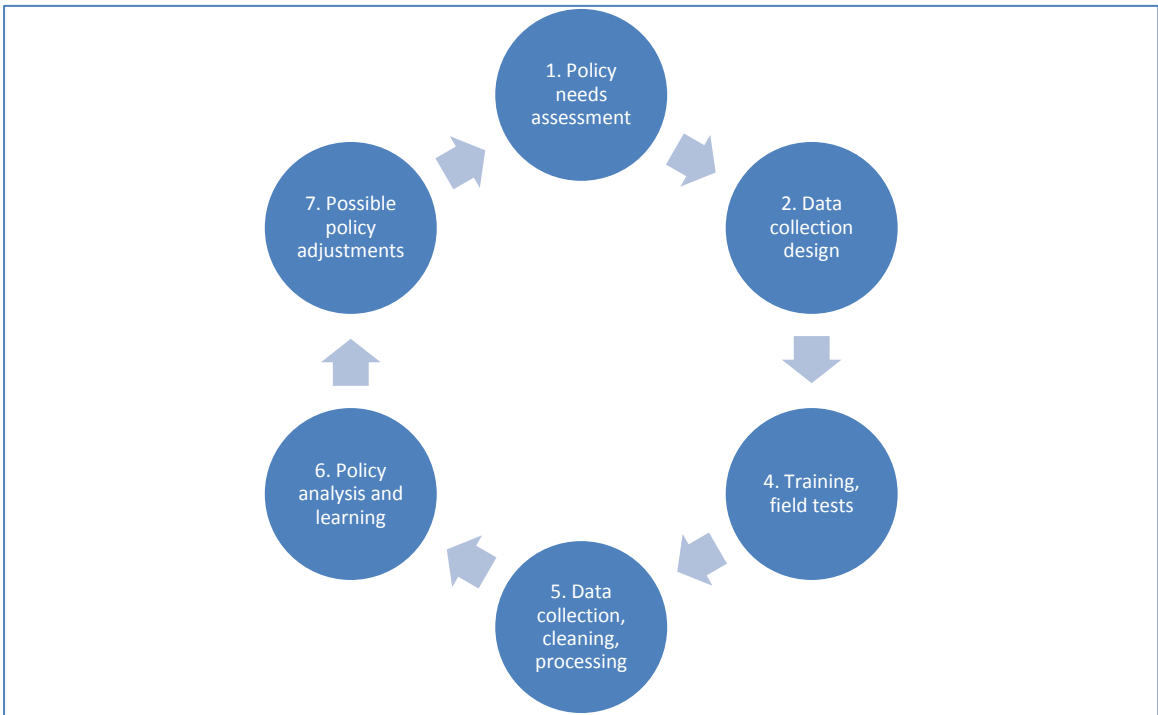 1. Policy
needs
assessment
2. Data
collection
design
4. Training,
field tests
5. Data
collection,
cleaning,
processing
6. Policy
analysis and
learning
7. Possible
policy
adjustments